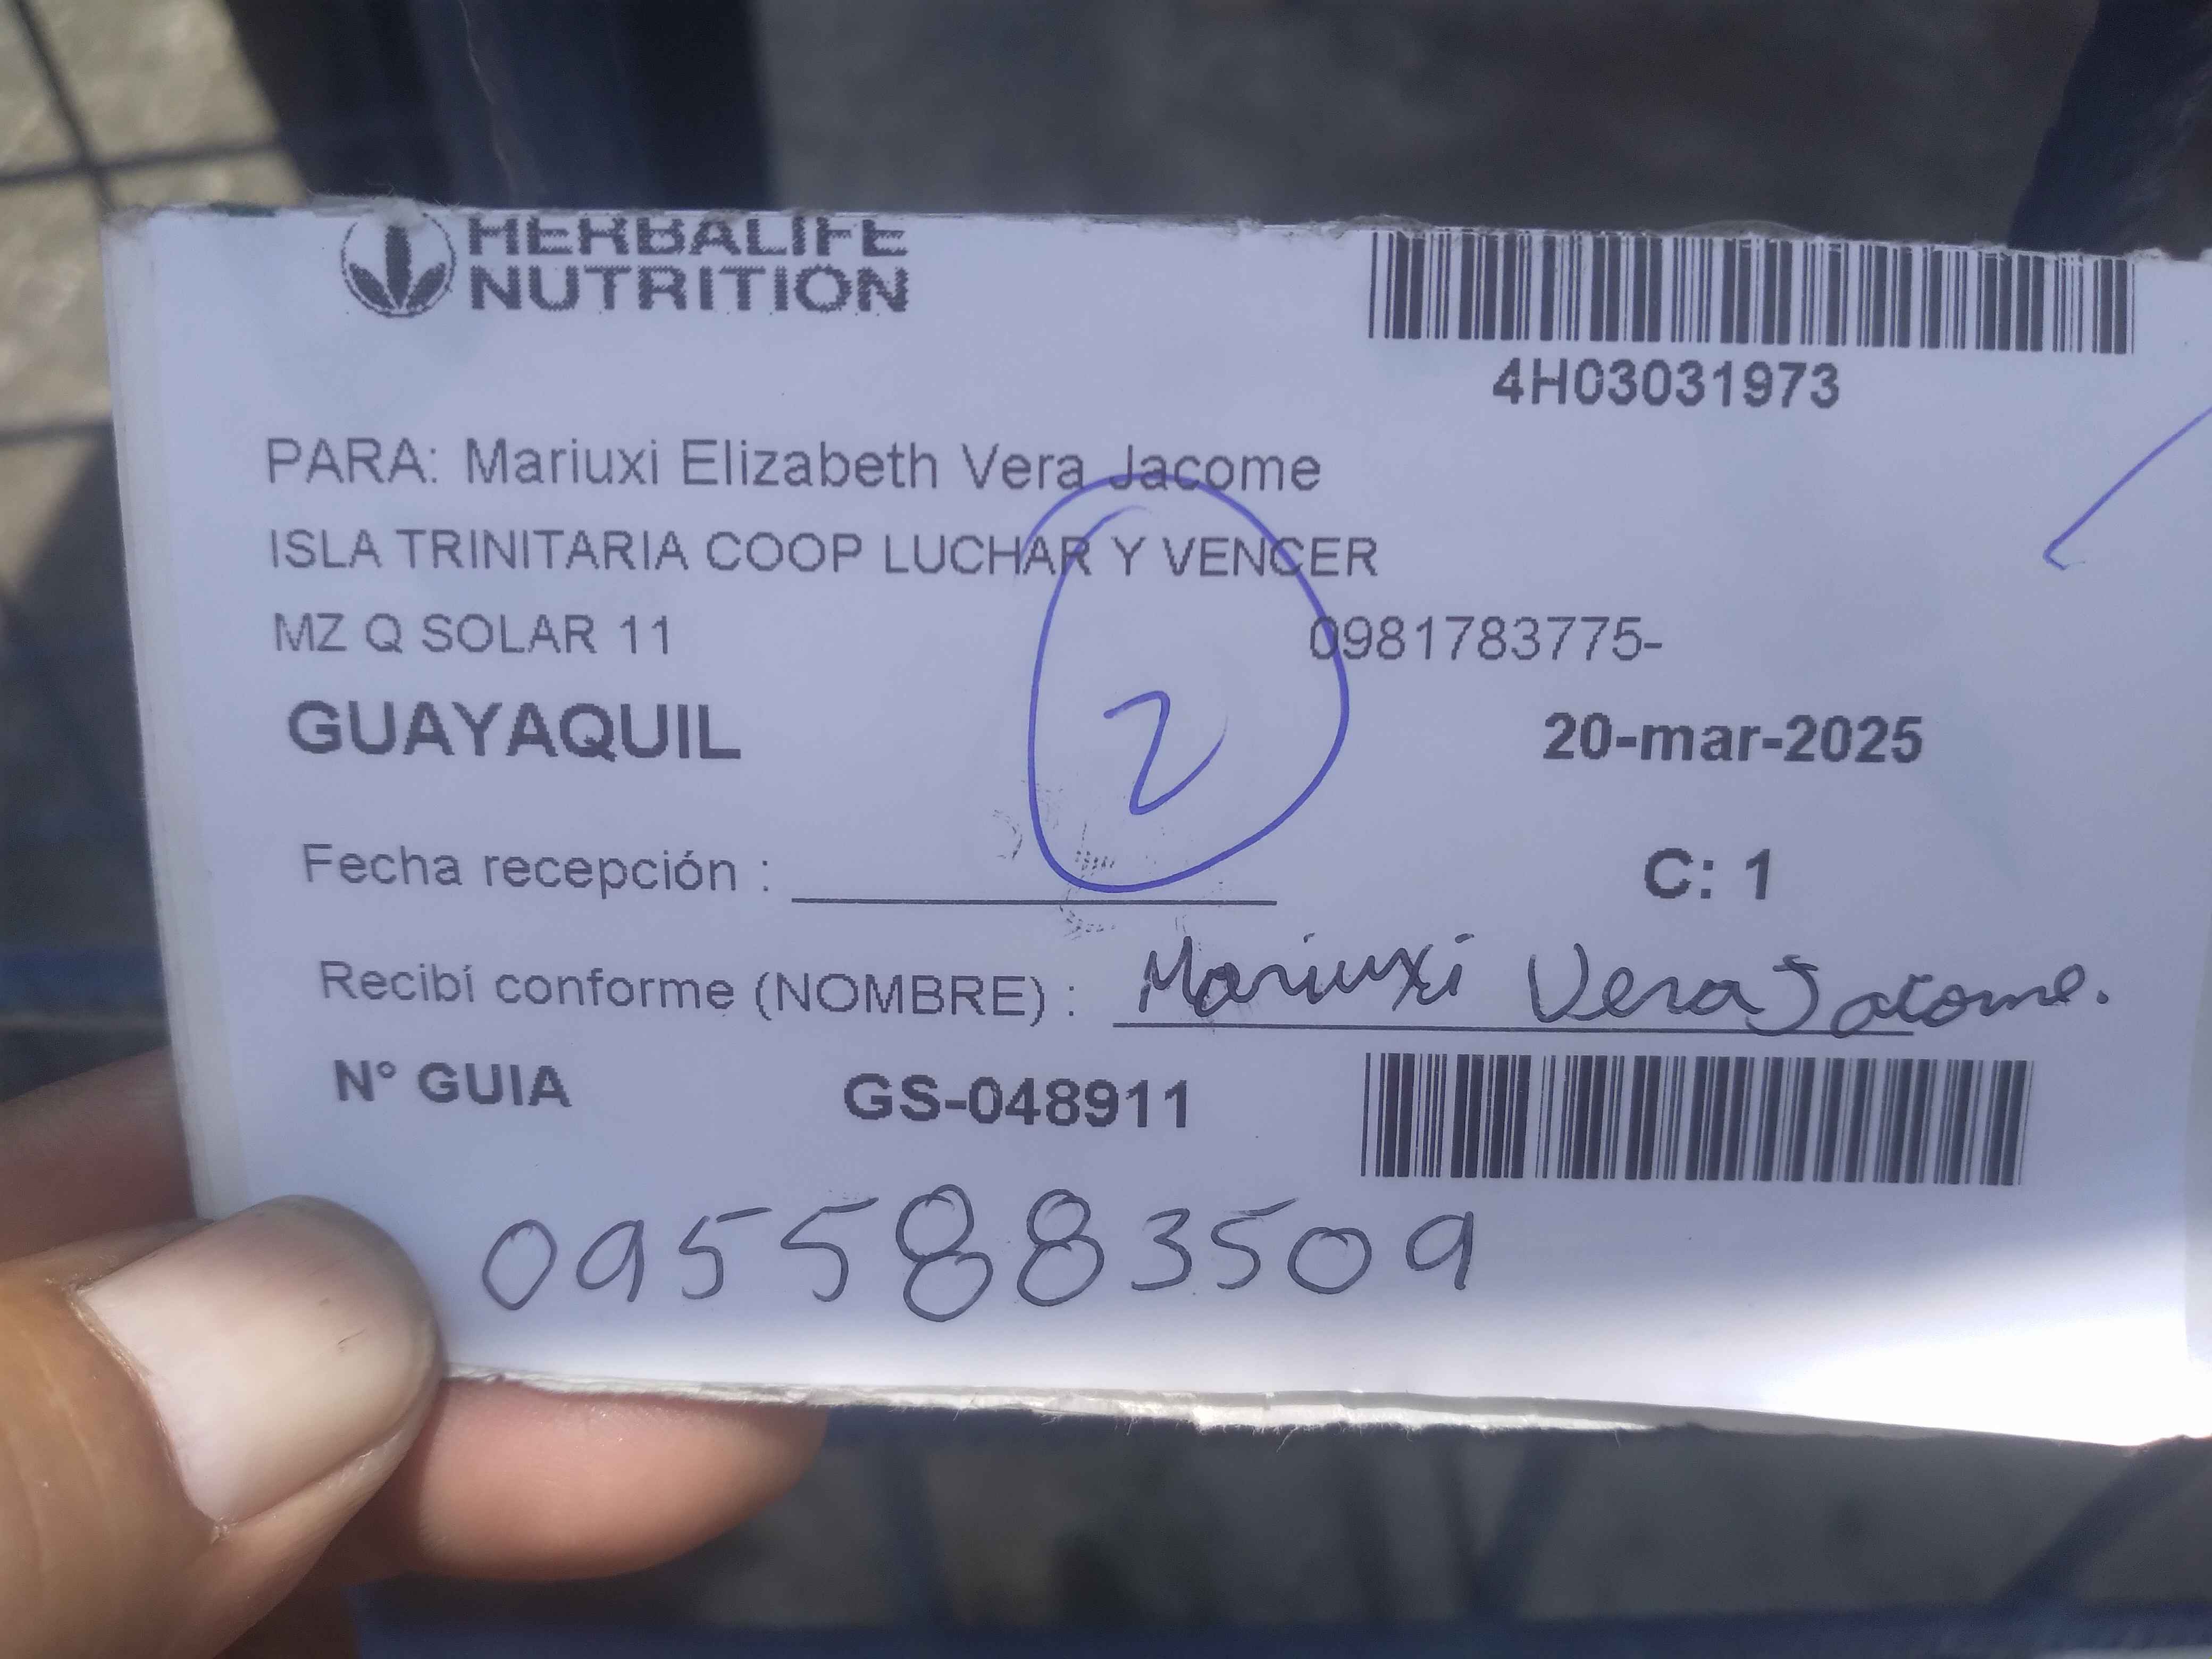 HERBALIFE
NUTRITION
4H03031973
PARA: Mariuxi Elizabeth Vera Jacome
ISLA TRINITARIA COOP LUCHAR Y VENCER
MZ Q SOLAR 11 0981783775-
GUAYAQUIL 20-mar-2025
2
Fecha recepción : C: 1
Recibí conforme (NOMBRE) : Mariuxi Vera Jacome.
N° GUIA GS-048911
0955883509